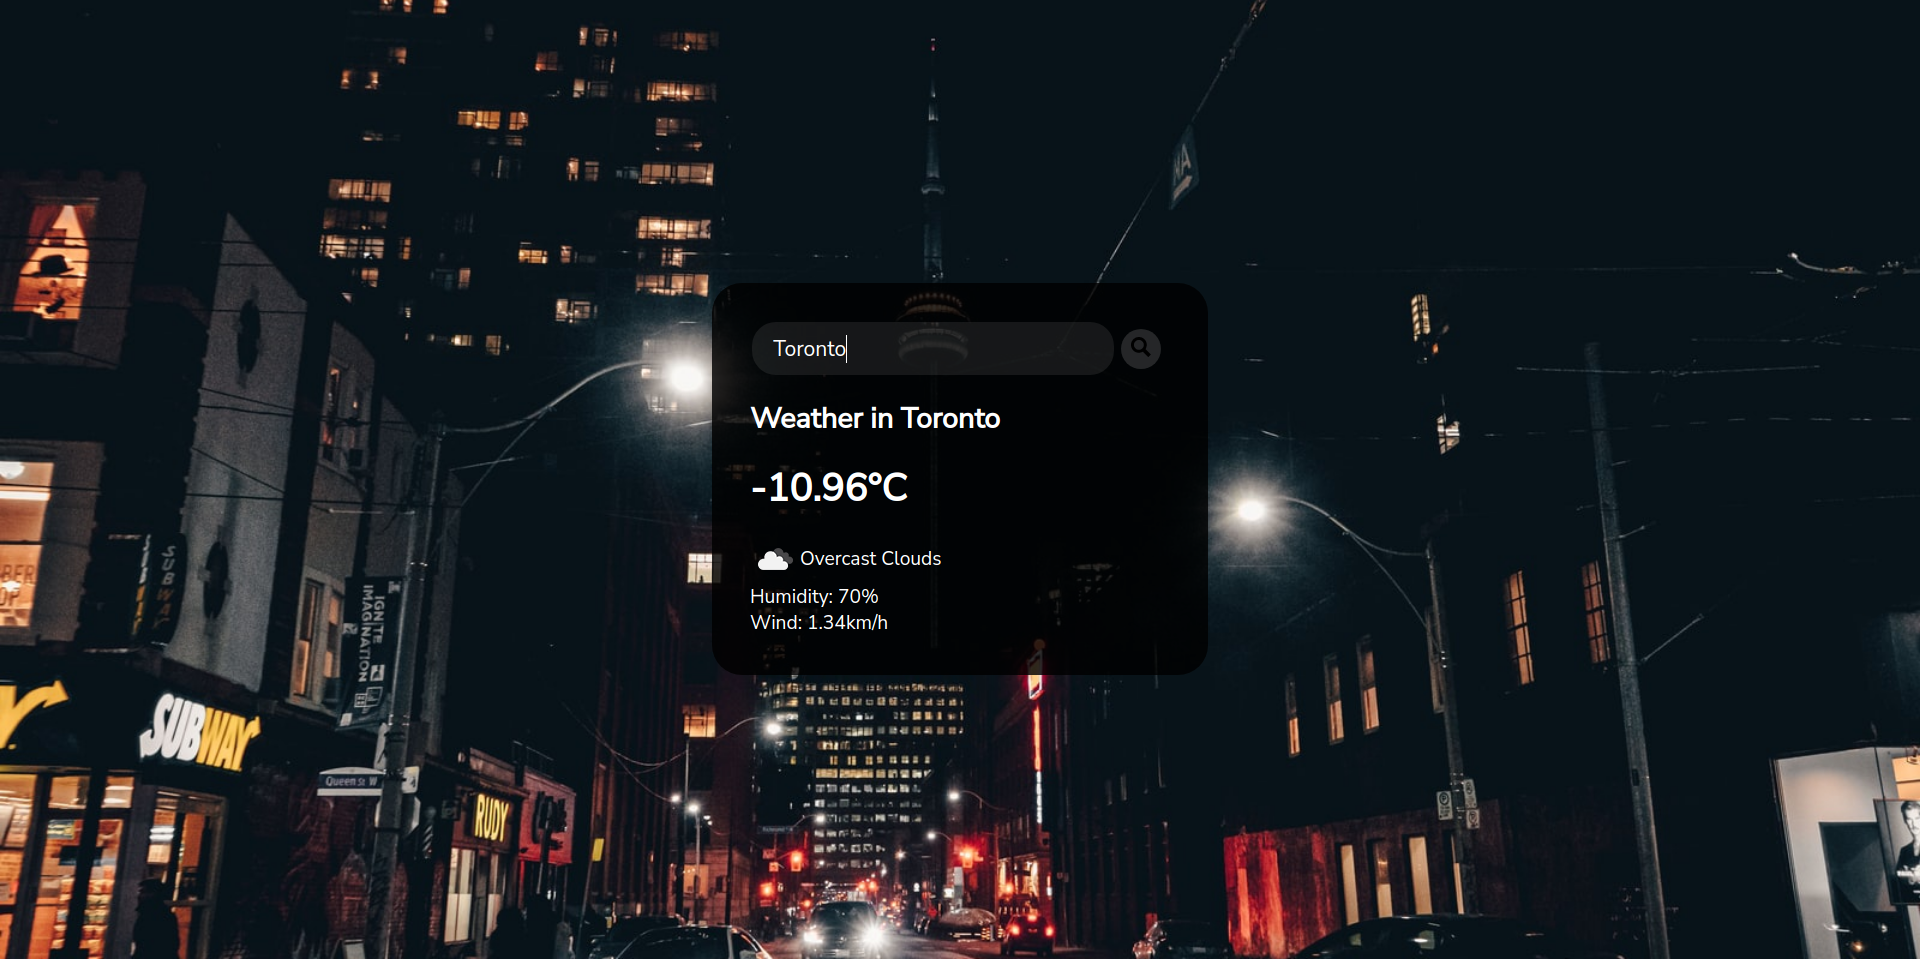 Toronto
Weather in Toronto
-10.96°C
Overcast Clouds
Humidity: 70%
Wind: 1.34km/h
SUBWAY
SUBWAY
IGNITE
IMAGINATION
Queen St W
RUDY